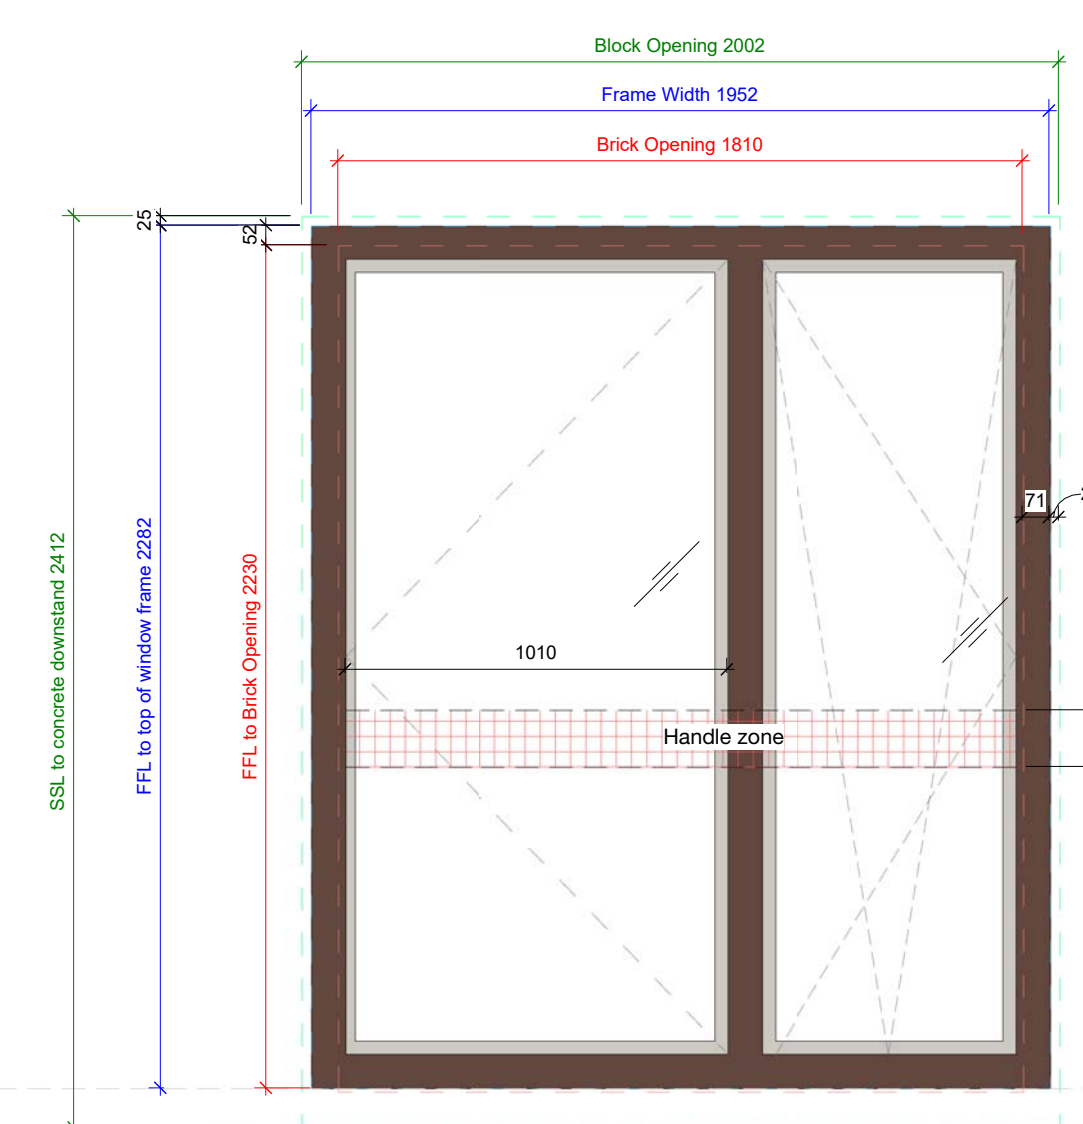 Block Opening 2002
Frame Width 1952
Brick Opening 1810
25
52
71
SSL to concrete downstand 2412
FFL to top of window frame 2282
FFL to Brick Opening 2230
1010
Handle zone